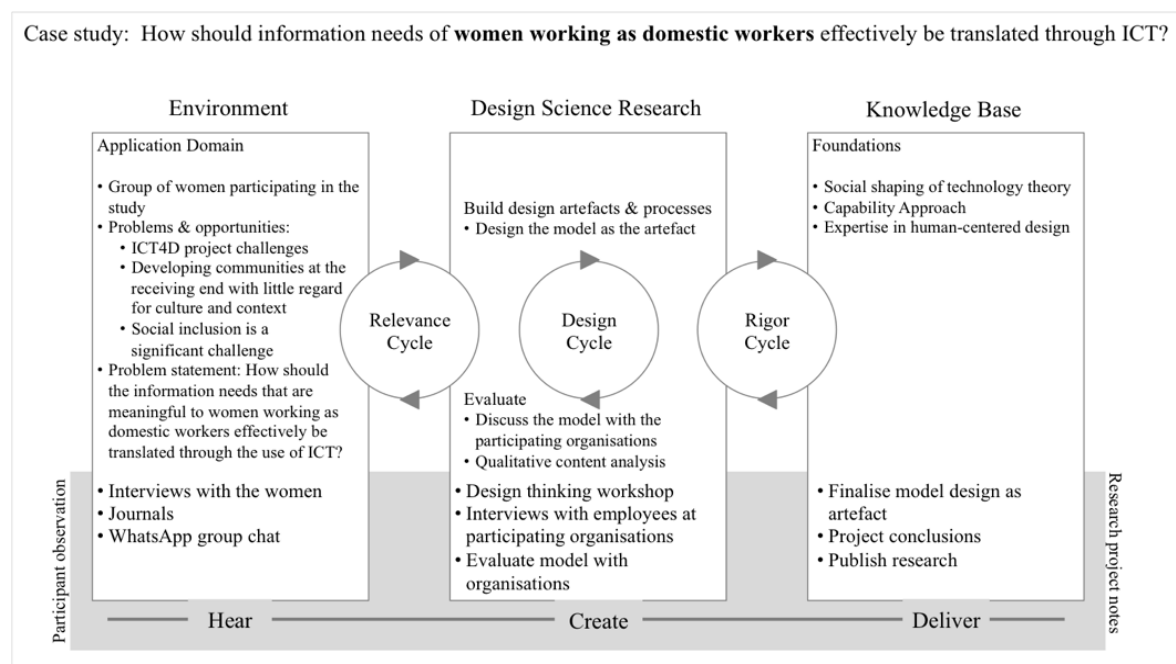 Case study: How should information needs of women working as domestic workers effectively be translated through ICT?
Environment
Application Domain
• Group of women participating in the
study
• Problems & opportunities:
• ICT4D project challenges
• Developing communities at the
receiving end with little regard
for culture and context
• Social inclusion is a
significant challenge
• Problem statement: How should
the information needs that are
meaningful to women working as
domestic workers effectively be
translated through the use of ICT?
• Interviews with the women
• Journals
• WhatsApp group chat
Relevance
Cycle
Design Science Research
Build design artefacts & processes
• Design the model as the artefact
Design
Cycle
Evaluate
• Discuss the model with the
participating organisations
• Qualitative content analysis
• Design thinking workshop
• Interviews with employees at
participating organisations
• Evaluate model with
organisations
Rigor
Cycle
Knowledge Base
Foundations
• Social shaping of technology theory
• Capability Approach
• Expertise in human-centered design
• Finalise model design as
artefact
• Project conclusions
• Publish research
Participant observation
Research project notes
Hear
Create
Deliver